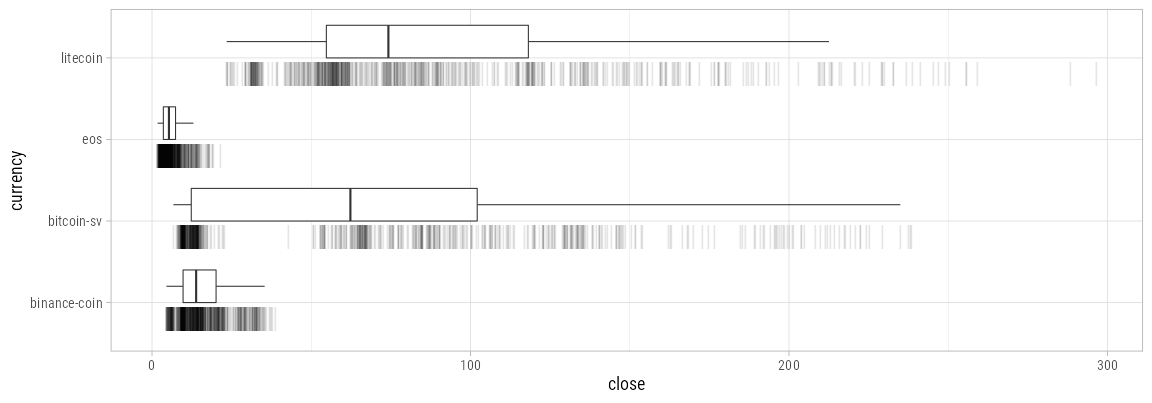 litecoin
eos
currency
bitcoin-sv
binance-coin
0 100 200 300
close